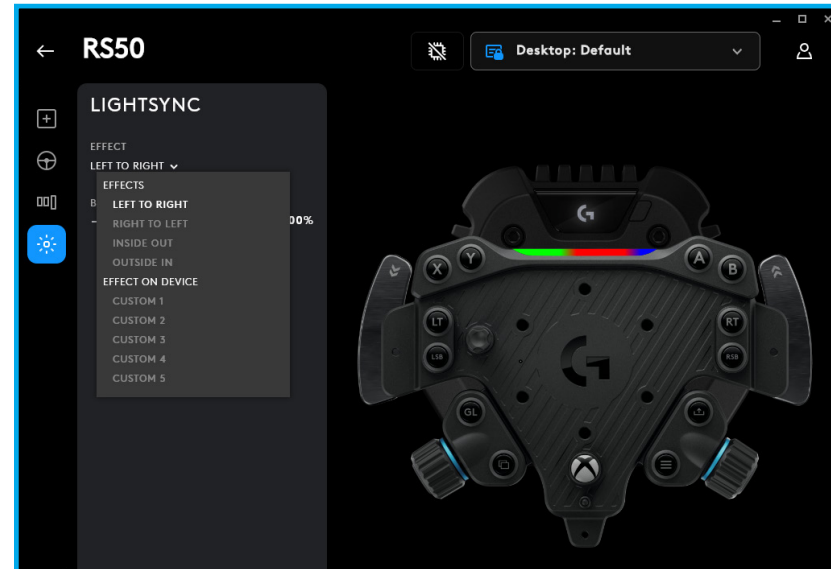 RS50
Desktop: Default
LIGHTSYNC
EFFECT
LEFT TO RIGHT
EFFECTS
LEFT TO RIGHT
RIGHT TO LEFT
INSIDE OUT
OUTSIDE IN
EFFECT ON DEVICE
CUSTOM 1
CUSTOM 2
CUSTOM 3
CUSTOM 4
CUSTOM 5
B
00%
G
X
Y
A
B
LT
RT
LSB
RSB
G
GL